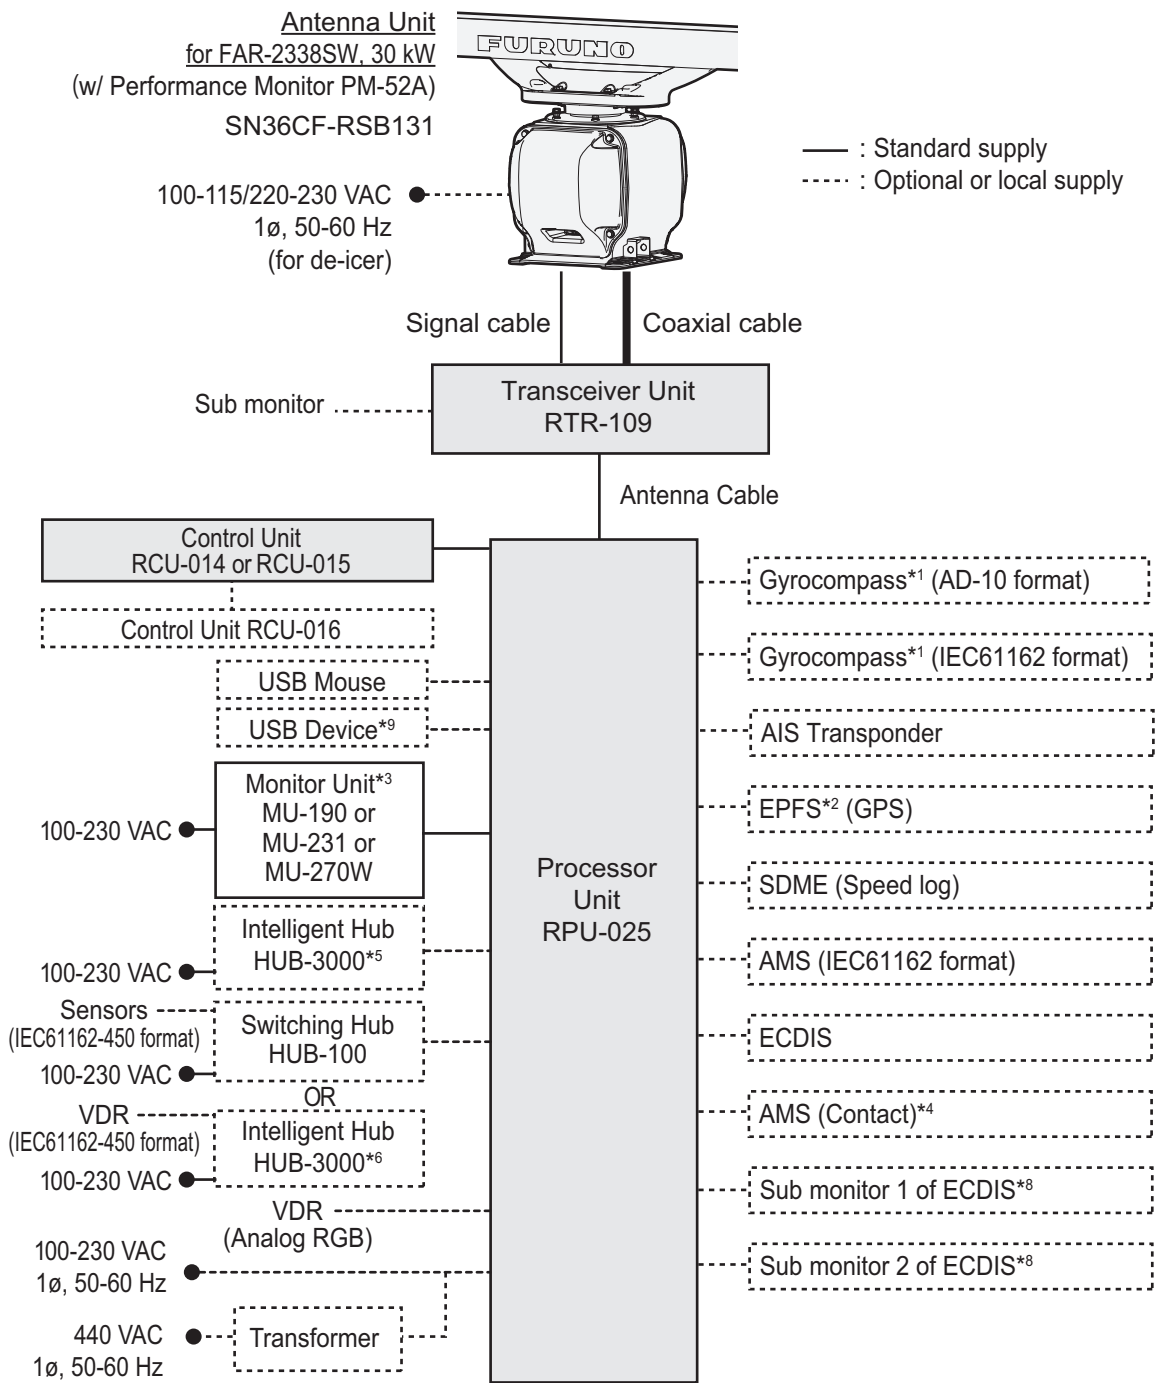 Antenna Unit
for FAR-2338SW, 30 kW
(w/ Performance Monitor PM-52A)
SN36CF-RSB131
FURUNO
: Standard supply
: Optional or local supply
100-115/220-230 VAC
1ø, 50-60 Hz
(for de-icer)
Signal cable
Coaxial cable
Transceiver Unit
RTR-109
Sub monitor
Antenna Cable
Control Unit
RCU-014 or RCU-015
Control Unit RCU-016
USB Mouse
USB Device*9
Monitor Unit*3
MU-190 or
MU-231 or
MU-270W
100-230 VAC
Intelligent Hub
HUB-3000*5
100-230 VAC
Sensors
(IEC61162-450 format)
Switching Hub
HUB-100
100-230 VAC
OR
VDR
(IEC61162-450 format)
Intelligent Hub
HUB-3000*6
100-230 VAC
VDR
(Analog RGB)
100-230 VAC
1ø, 50-60 Hz
440 VAC
1ø, 50-60 Hz
Transformer
Processor
Unit
RPU-025
Gyrocompass*1 (AD-10 format)
Gyrocompass*1 (IEC61162 format)
AIS Transponder
EPFS*2 (GPS)
SDME (Speed log)
AMS (IEC61162 format)
ECDIS
AMS (Contact)*4
Sub monitor 1 of ECDIS*8
Sub monitor 2 of ECDIS*8